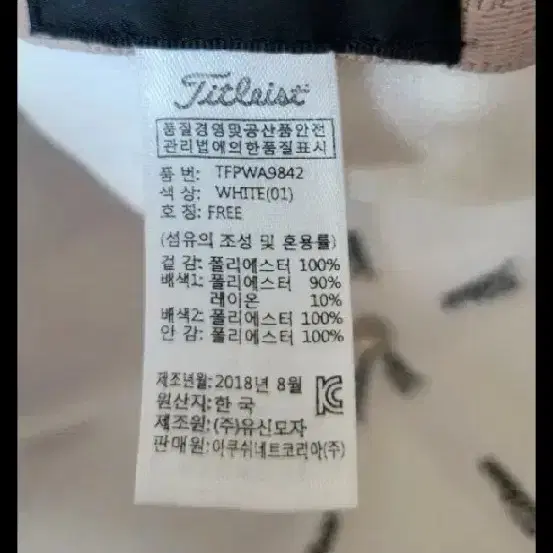 Titleist
품질경영및공산품안전
관리법에의한품질표시
품 번: TFPWA9842
색 상: WHITE(01)
호 칭: FREE
(섬유의 조성 및 혼용률)
겉 감: 폴리에스터 100%
배색1: 폴리에스터 90%
레이온 10%
배색2: 폴리에스터 100%
안 감: 폴리에스터 100%
제조년월: 2018년 8월
원산지: 한 국
제조원: (주)유신모자
판매원: 아쿠쉬네트코리아(주)